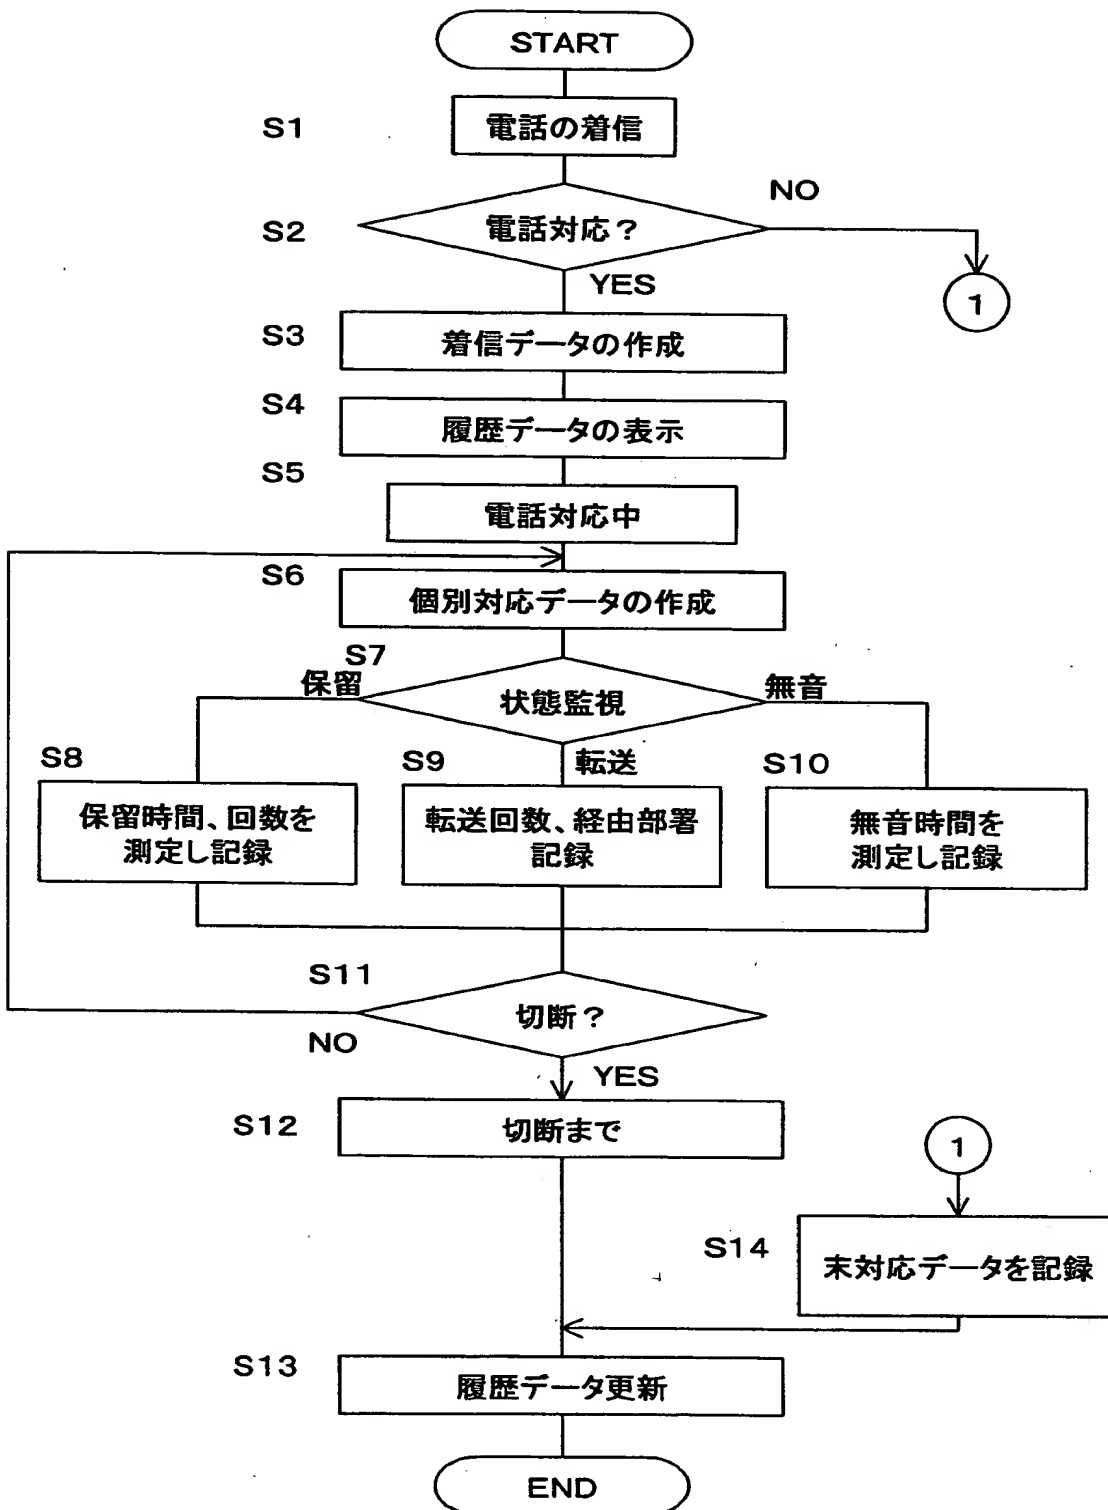 START
S1
電話の着信
NO
S2
電話対応?
YES
1
S3
着信データの作成
S4
履歴データの表示
S5
電話対応中
S6
個別対応データの作成
S7
保留
状態監視
無音
S8
S9
転送
S10
保留時間、回数を
測定し記録
転送回数、経由部署
記録
無音時間を
測定し記録
S11
切断?
NO
YES
S12
切断まで
1
S14
末対応データを記録
S13
履歴データ更新
END